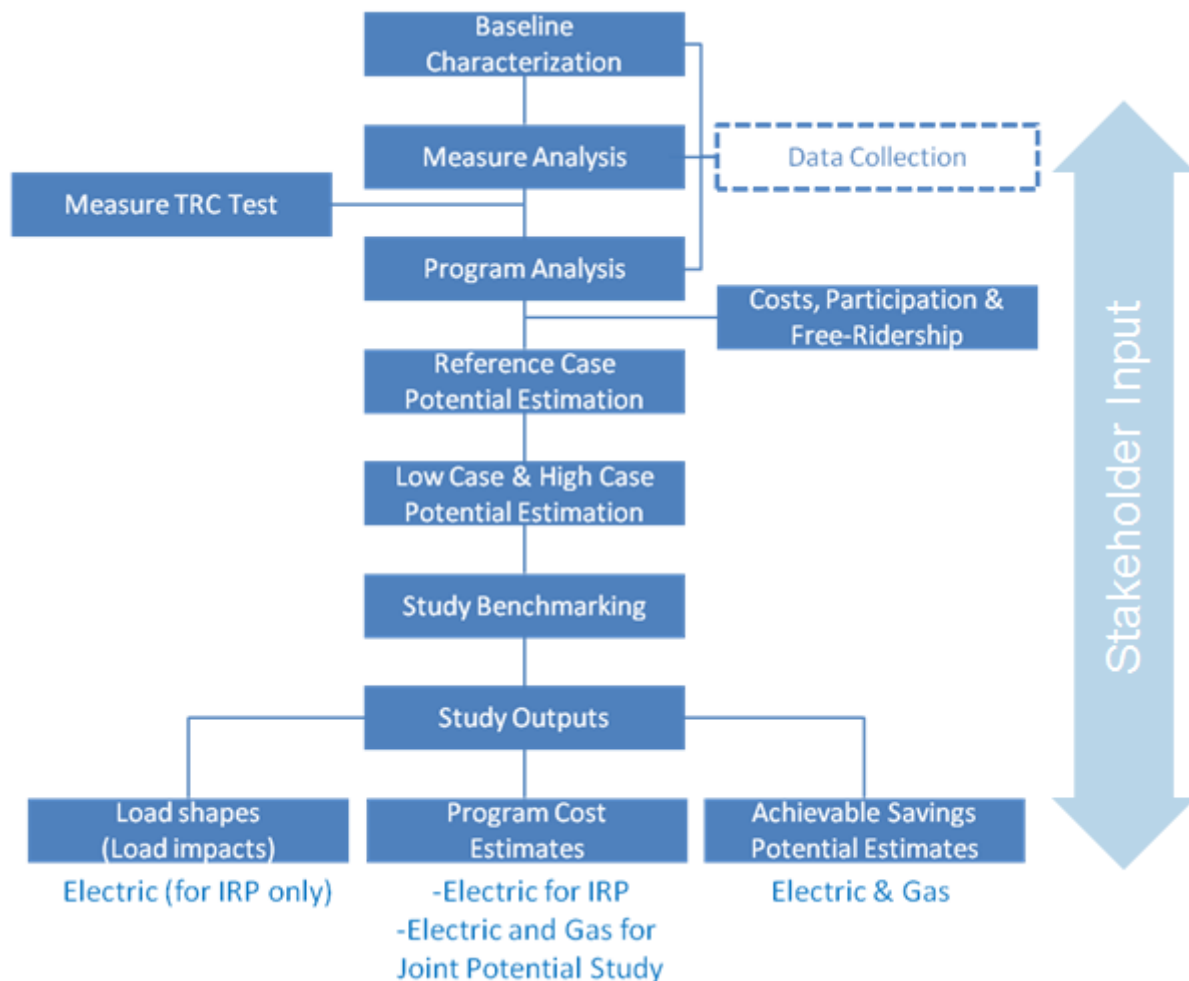 Baseline
Characterization
Measure Analysis
Data Collection
Measure TRC Test
Program Analysis
Costs, Participation &
Free-Ridership
Reference Case
Potential Estimation
Low Case & High Case
Potential Estimation
Study Benchmarking
Study Outputs
Load shapes
(Load impacts)
Program Cost
Estimates
Achievable Savings
Potential Estimates
Electric (for IRP only)
-Electric for IRP
-Electric and Gas for
Joint Potential Study
Electric & Gas
Stakeholder Input